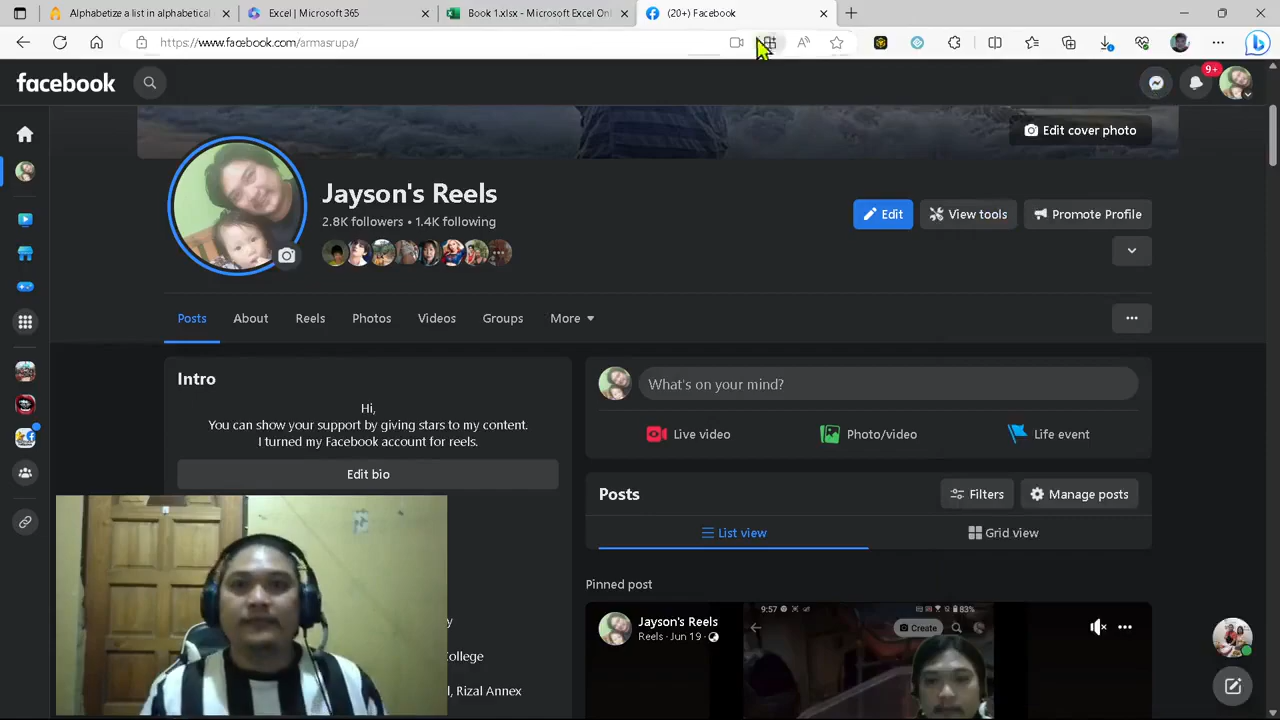 Alphabetize a list in alphabetical
Excel | Microsoft 365
Book 1.xlsx - Microsoft Excel Onl
(20+) Facebook
https://www.facebook.com/armasrupa/
facebook
9+
Edit cover photo
Jayson's Reels
2.8K followers • 1.4K following
Edit
View tools
Promote Profile
Posts
About
Reels
Photos
Videos
Groups
More
Intro
Hi,
You can show your support by giving stars to my content.
I turned my Facebook account for reels.
Edit bio
What's on your mind?
Live video
Photo/video
Life event
Posts
Filters
Manage posts
List view
Grid view
Pinned post
Jayson's Reels
Reels · Jun 19 ·
9:57
83%
Create
College
, Rizal Annex